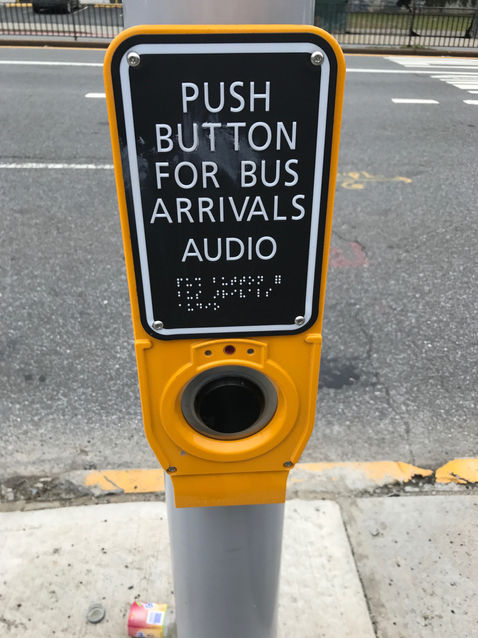 PUSH
BUTTON
FOR BUS
ARRIVALS
AUDIO